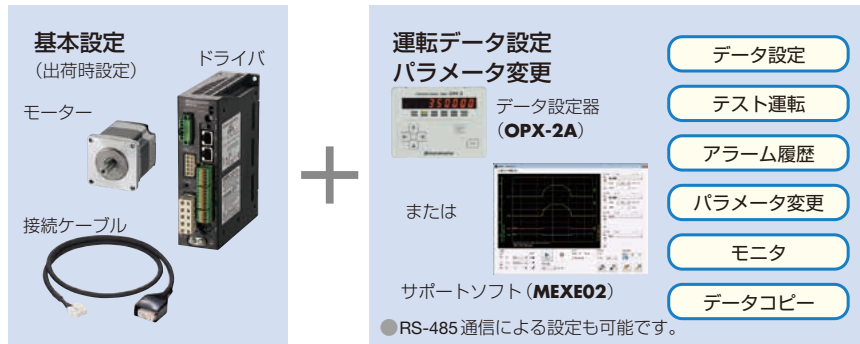 基本設定
（出荷時設定）
ドライバ
モーター
接続ケーブル
運転データ設定
パラメータ変更
データ設定器
（OPX-2A）
または
サポートソフト（MEXE02）
●RS-485通信による設定も可能です。
データ設定
テスト運転
アラーム履歴
パラメータ変更
モニタ
データコピー